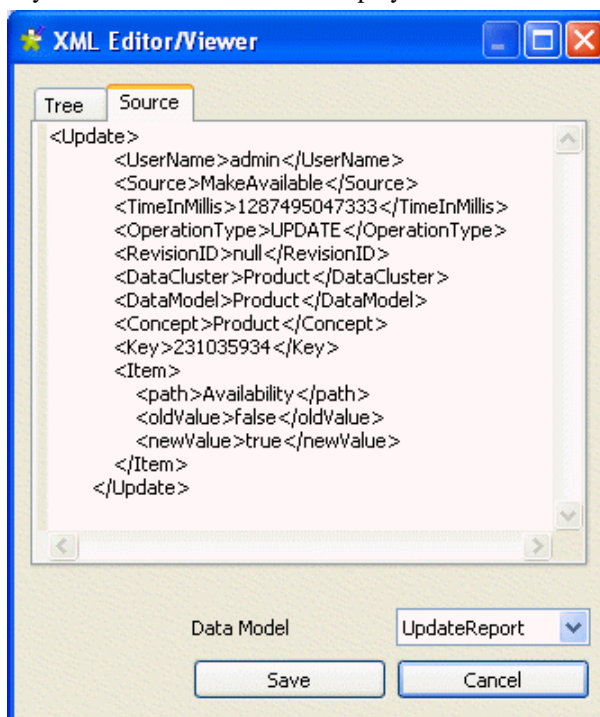 XML Editor/Viewer
Tree
Source
<Update>
<UserName>admin</UserName>
<Source>MakeAvailable</Source>
<TimeInMillis>1287495047333</TimeInMillis>
<OperationType>UPDATE</OperationType>
<RevisionID>null</RevisionID>
<DataCluster>Product</DataCluster>
<DataModel>Product</DataModel>
<Concept>Product</Concept>
<Key>231035934</Key>
<Item>
<path>Availability</path>
<oldValue>false</oldValue>
<newValue>true</newValue>
</Item>
</Update>
Data Model
UpdateReport
Save
Cancel